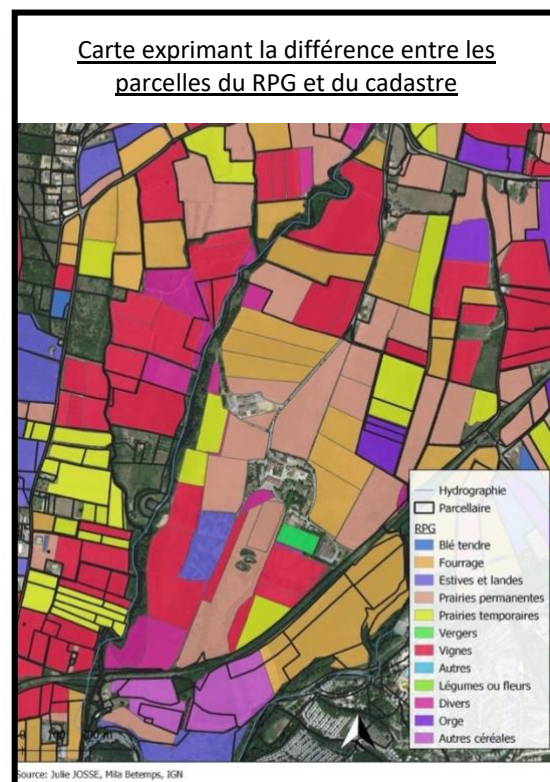 Carte exprimant la différence entre les
parcelles du RPG et du cadastre
Hydrographie
Parcellaire
RPG
Blé tendre
Fourrage
Estives et landes
Prairies permanentes
Prairies temporaires
Vergers
Vignes
Autres
Légumes ou fleurs
Divers
Orge
Autres céréales
Source: Julie JOSSE, Mila Betemps, IGN